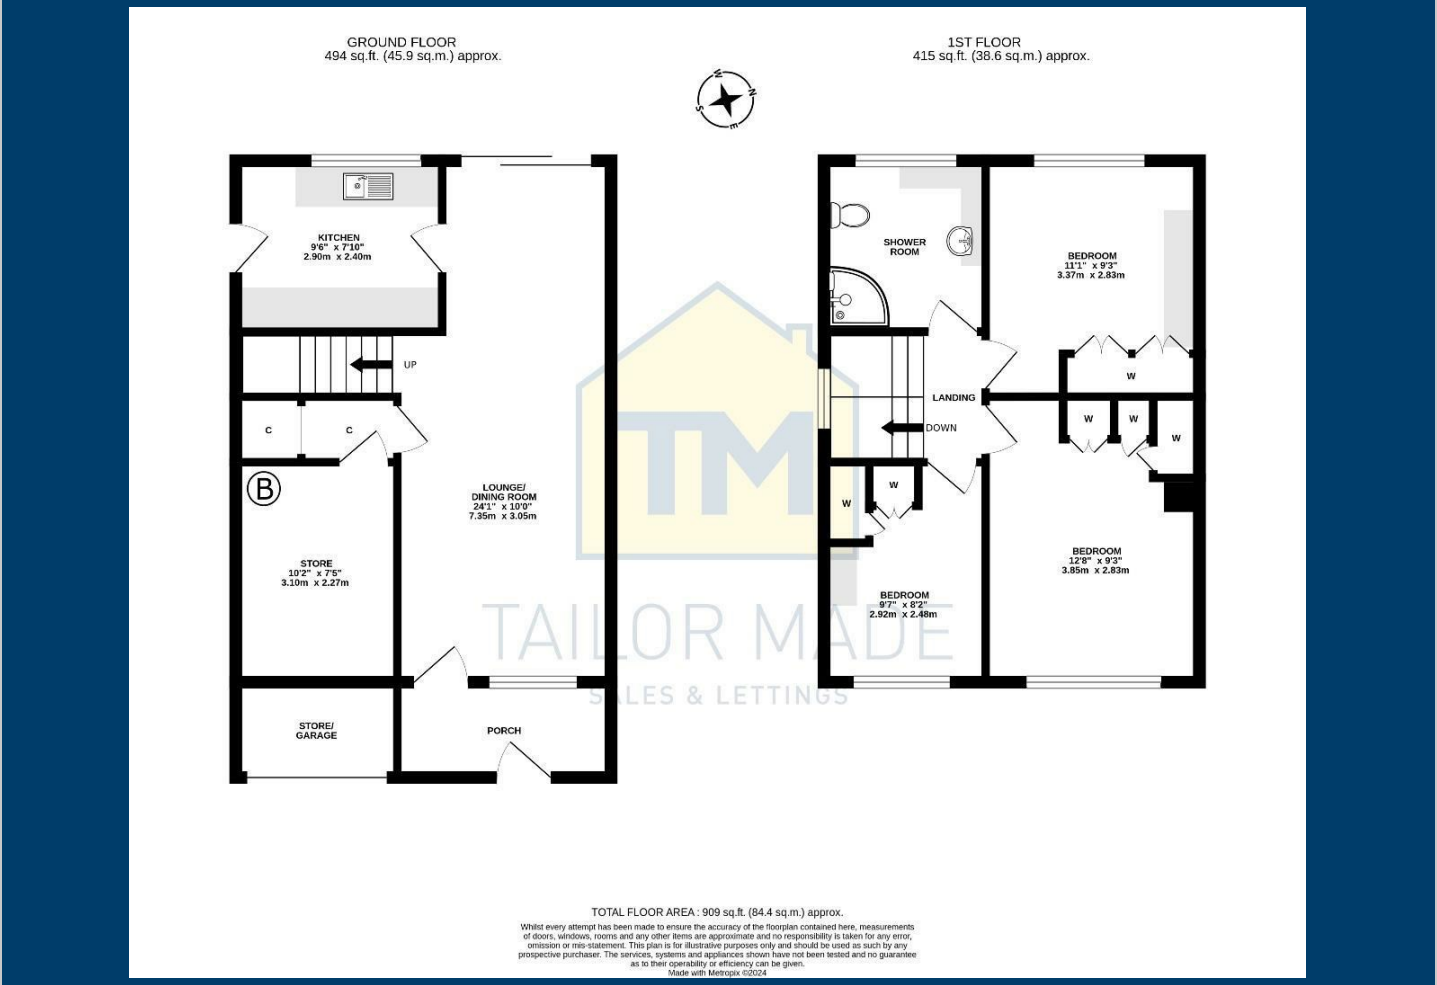 GROUND FLOOR
494 sq.ft. (45.9 sq.m.) approx.
1ST FLOOR
415 sq.ft. (38.6 sq.m.) approx.
W
N
S
E
KITCHEN
9'6" x 7'10"
2.90m x 2.40m
UP
C
C
B
LOUNGE/
DINING ROOM
24'1" x 10'0"
7.35m x 3.05m
STORE
10'2" x 7'5"
3.10m x 2.27m
STORE/
GARAGE
PORCH
SHOWER
ROOM
BEDROOM
11'1" x 9'3"
3.37m x 2.83m
W
LANDING
DOWN
W
W
W
W
W
BEDROOM
12'8" x 9'3"
3.85m x 2.83m
BEDROOM
9'7" x 8'2"
2.92m x 2.48m
TM
TAILOR MADE
SALES & LETTINGS
TOTAL FLOOR AREA : 909 sq.ft. (84.4 sq.m.) approx.
Whilst every attempt has been made to ensure the accuracy of the floorplan contained here, measurements
of doors, windows, rooms and any other items are approximate and no responsibility is taken for any error,
omission or mis-statement. This plan is for illustrative purposes only and should be used as such by any
prospective purchaser. The services, systems and appliances shown have not been tested and no guarantee
as to their operability or efficiency can be given.
Made with Metropix ©2024